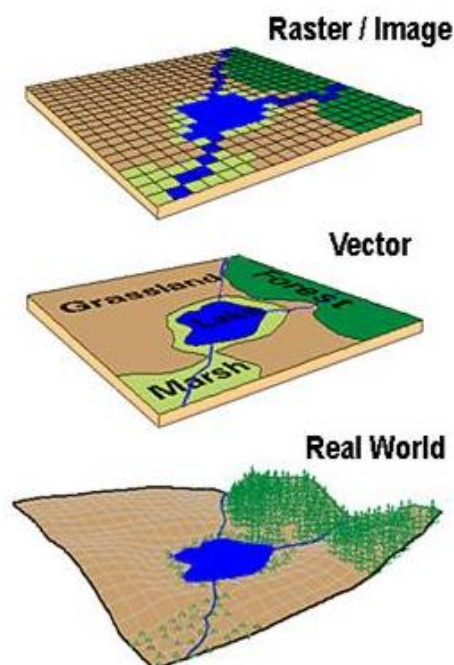 Raster / Image
Vector
Grassland
Forest
Lake
Marsh
Real World